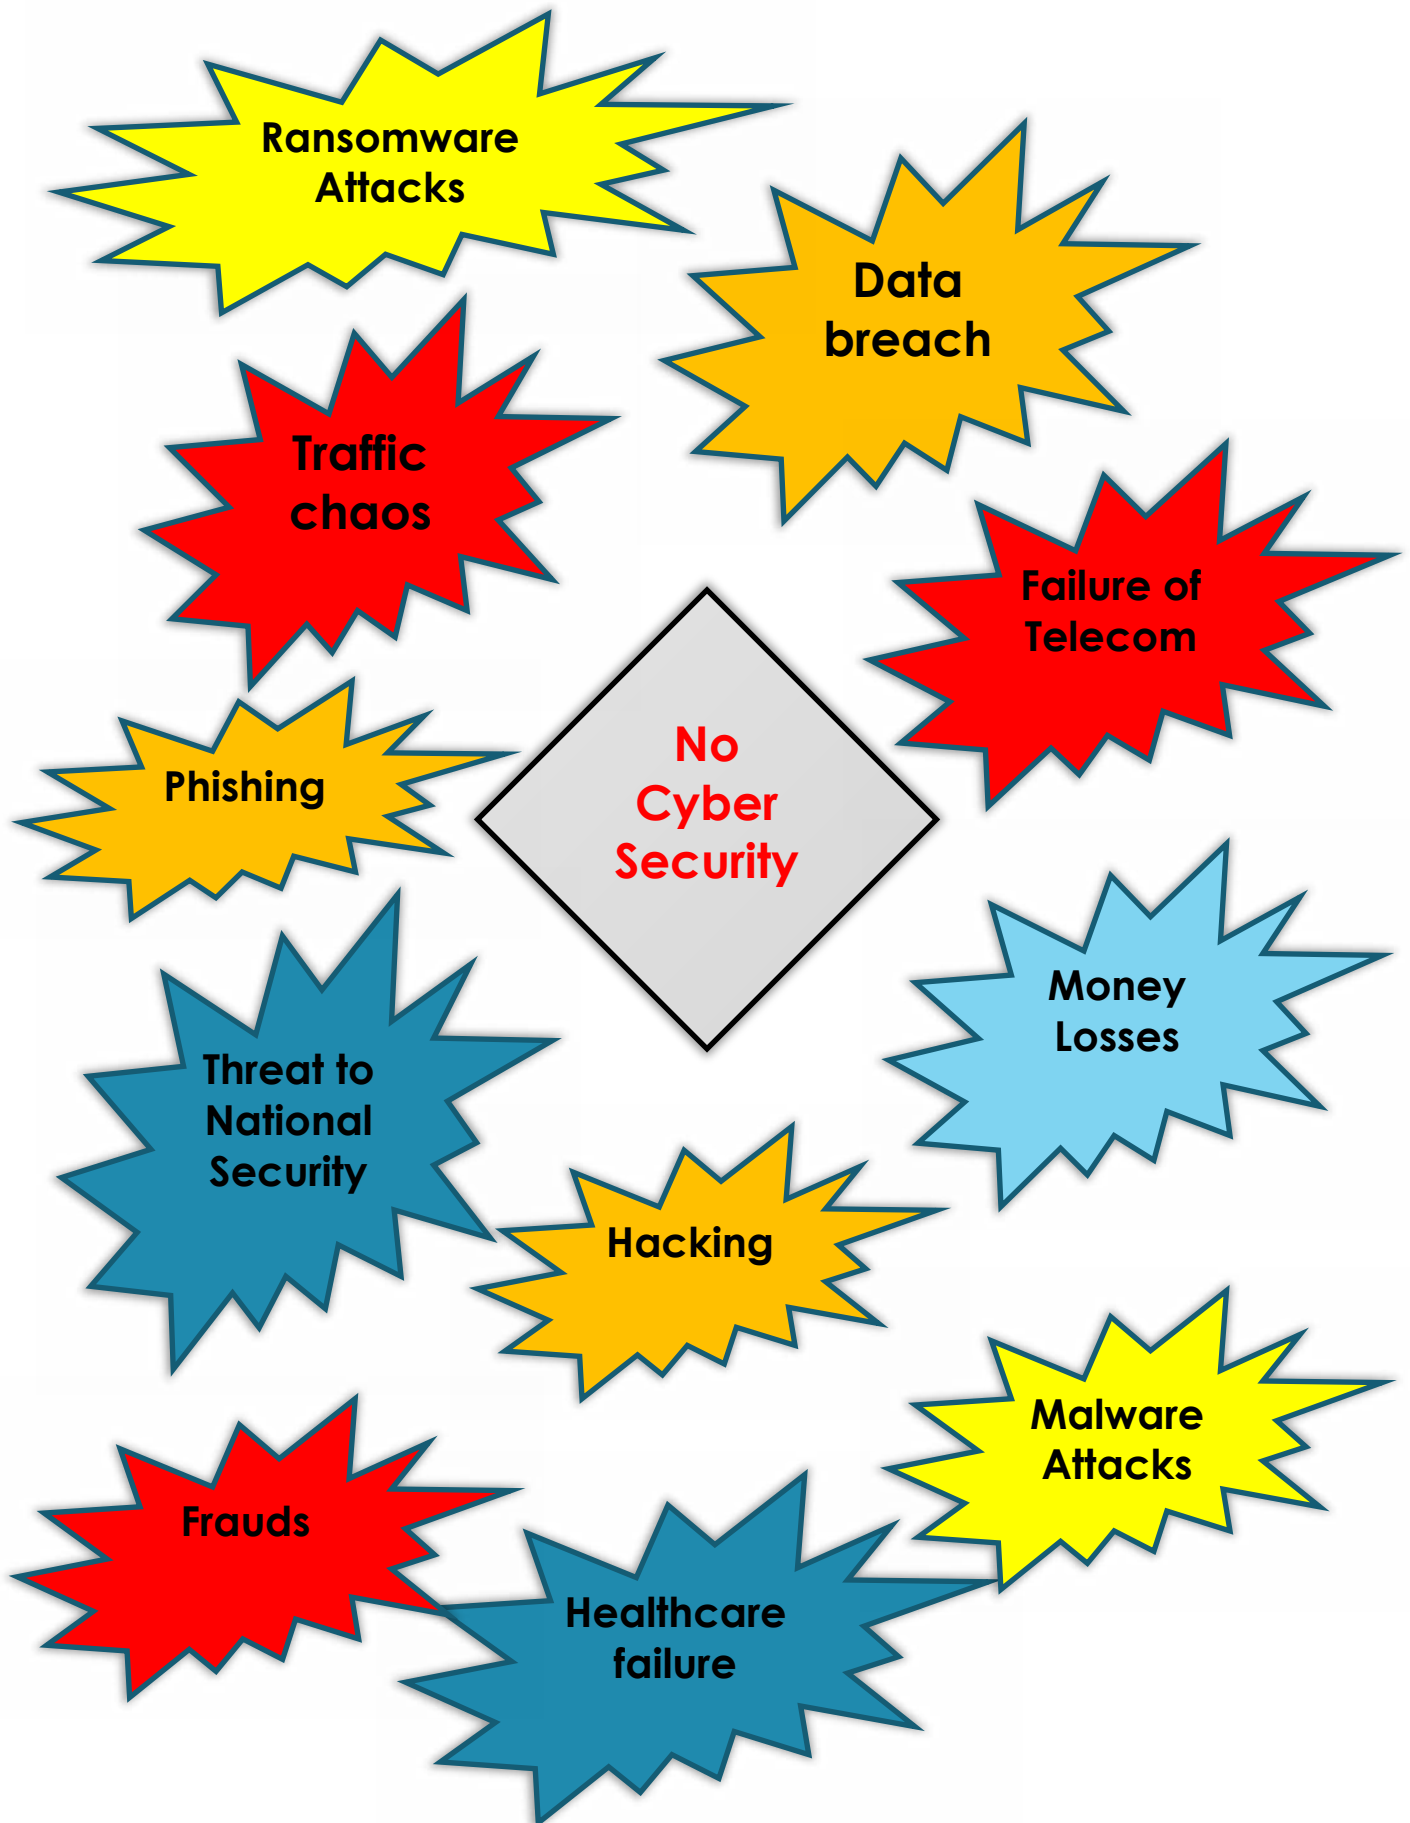 Ransomware
Attacks
Data
breach
Traffic
chaos
Failure of
Telecom
No
Cyber
Security
Phishing
Money
Losses
Threat to
National
Security
Hacking
Malware
Attacks
Frauds
Healthcare
failure